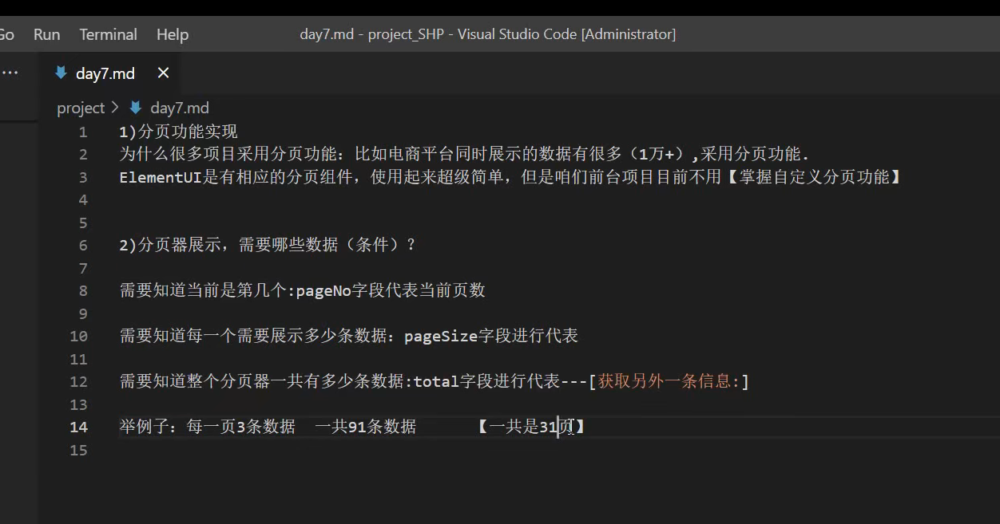 Go Run Terminal Help day7.md - project_SHP - Visual Studio Code [Administrator]
... day7.md ×
project > day7.md
1 1)分页功能实现
2 为什么很多项目采用分页功能：比如电商平台同时展示的数据有很多（1万+）,采用分页功能.
3 ElementUI是有相应的分页组件，使用起来超级简单，但是咱们前台项目目前不用【掌握自定义分页功能】
4
5
6 2)分页器展示，需要哪些数据（条件）？
7
8 需要知道当前是第几个:pageNo字段代表当前页数
9
10 需要知道每一个需要展示多少条数据：pageSize字段进行代表
11
12 需要知道整个分页器一共有多少条数据:total字段进行代表---[获取另外一条信息:]
13
14 举例子：每一页3条数据 一共91条数据 【一共是31页】
15